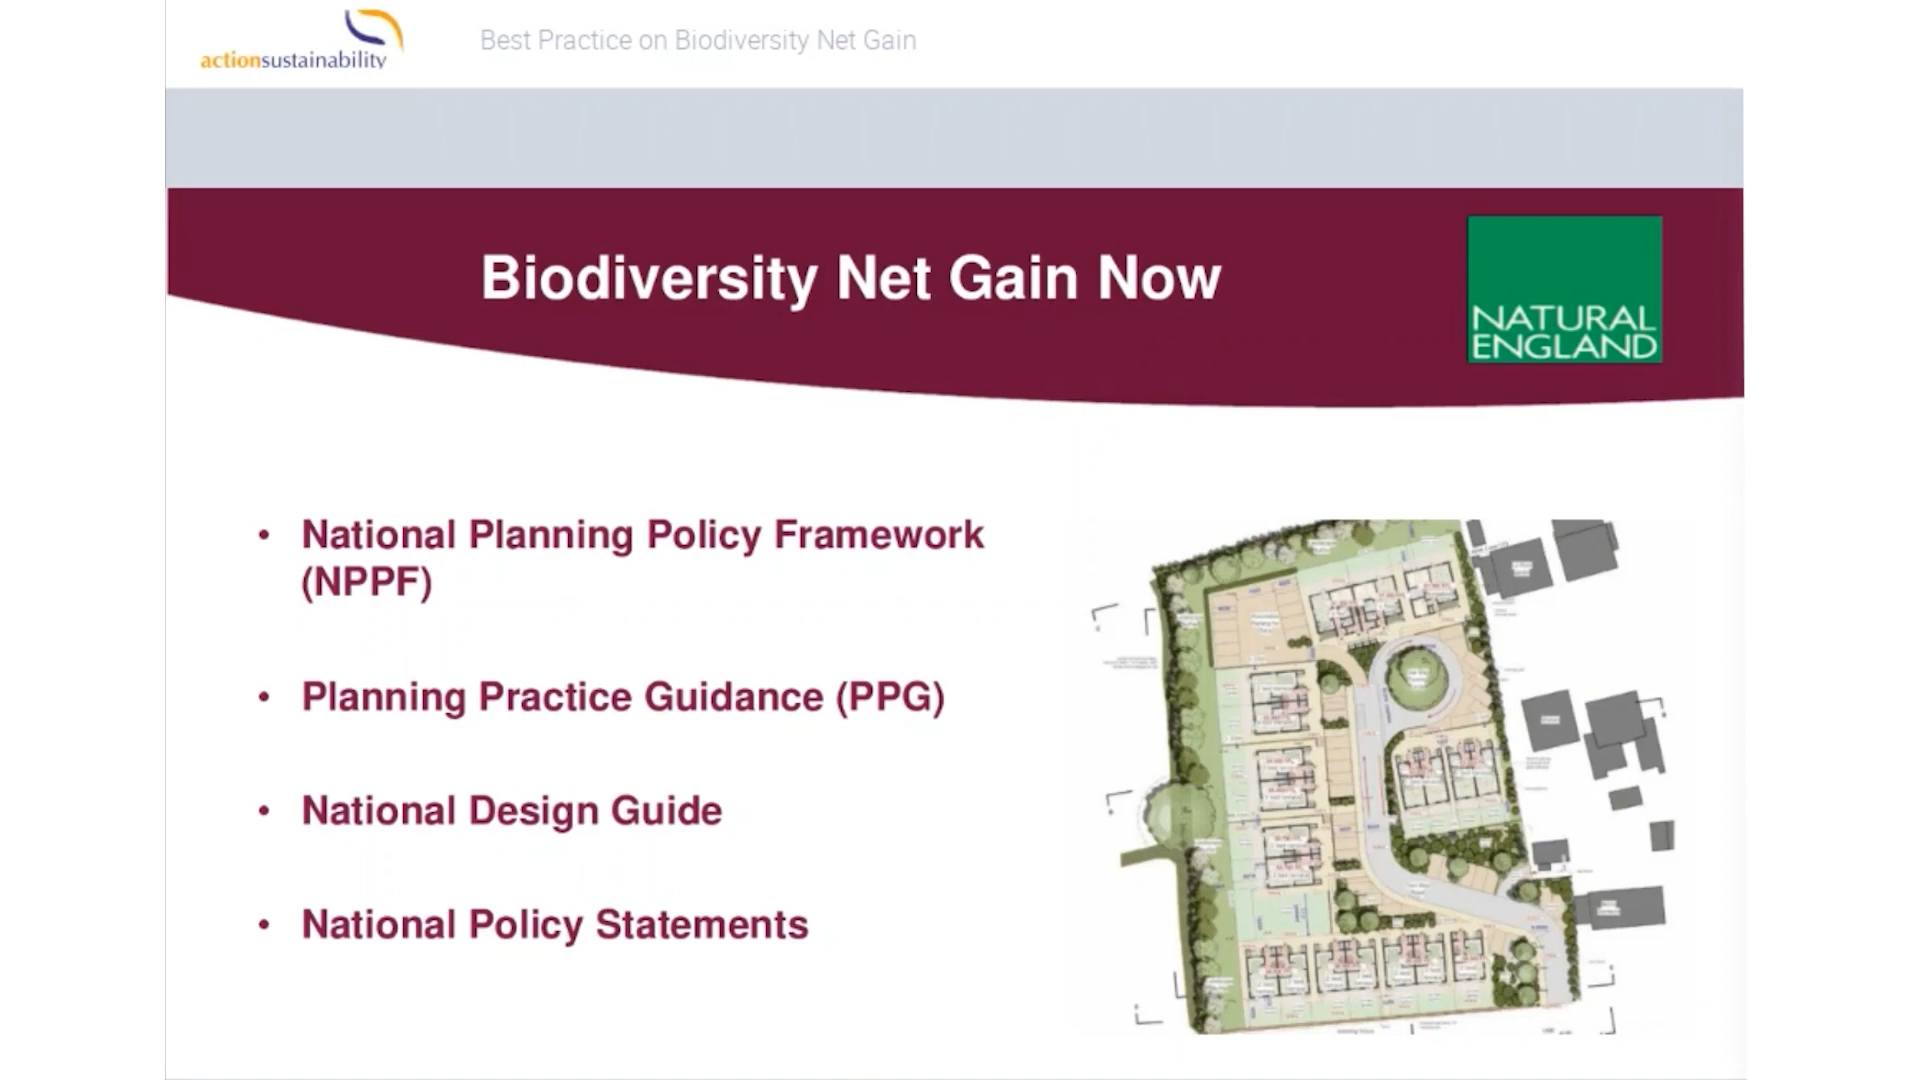 actionsustainability
Best Practice on Biodiversity Net Gain
Biodiversity Net Gain Now
NATURAL
ENGLAND
• National Planning Policy Framework
(NPPF)
• Planning Practice Guidance (PPG)
• National Design Guide
• National Policy Statements